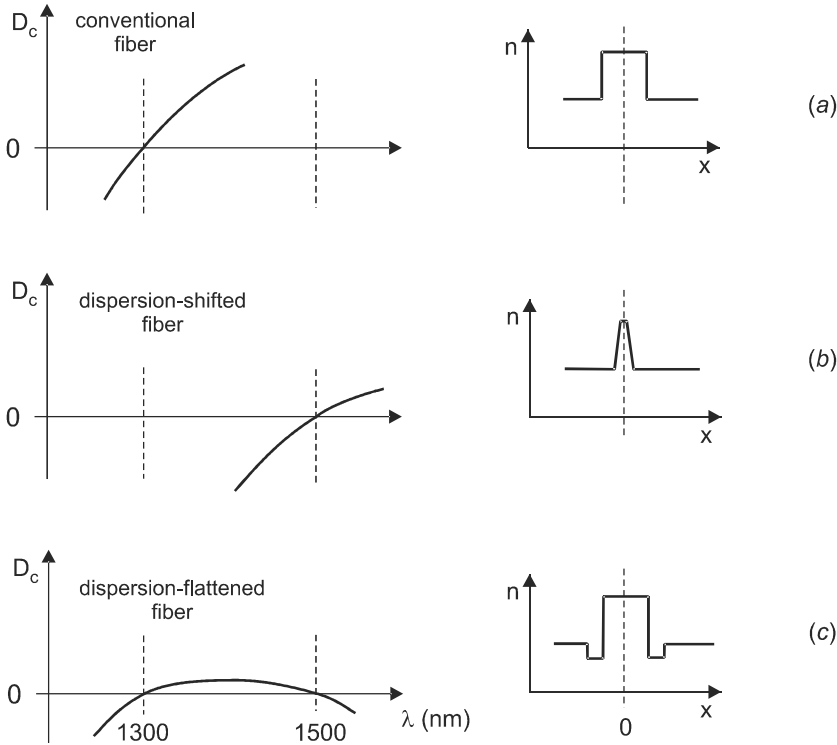 D_c
conventional
fiber
0
n
x
(a)
D_c
dispersion-shifted
fiber
0
n
x
(b)
D_c
dispersion-flattened
fiber
0
1300
1500
λ (nm)
n
x
0
(c)